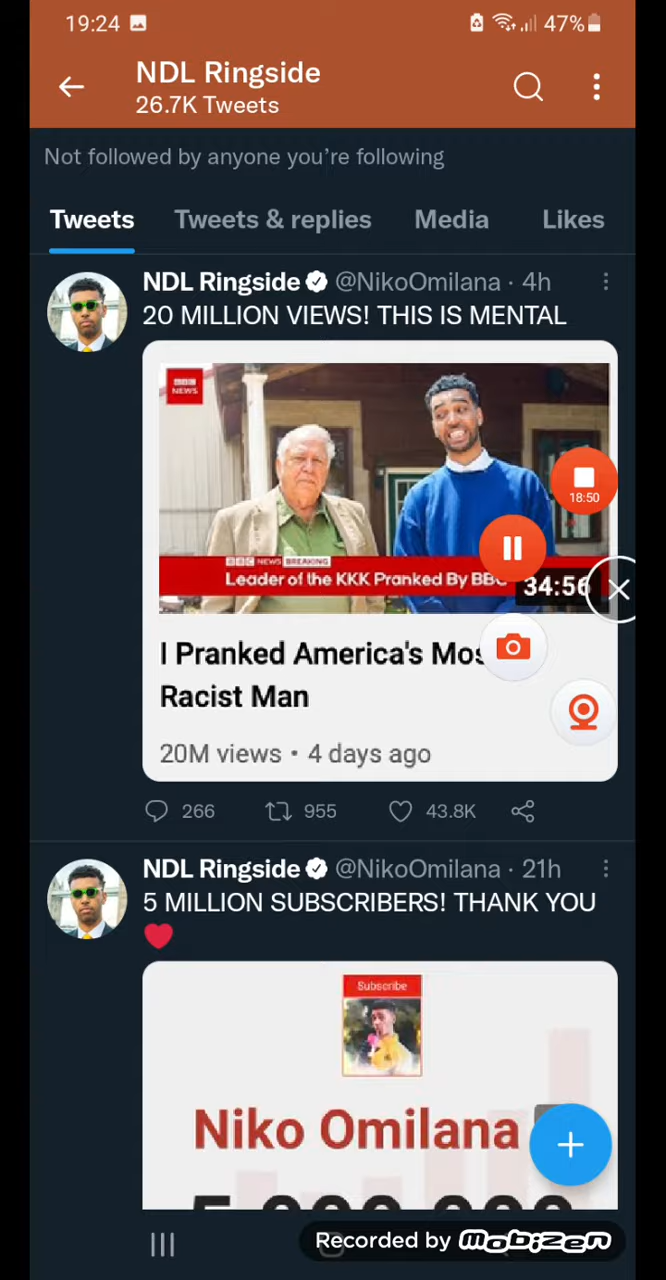 19:24
47%
NDL Ringside
26.7K Tweets
Not followed by anyone you’re following
Tweets Tweets & replies Media Likes
NDL Ringside @NikoOmilana · 4h
20 MILLION VIEWS! THIS IS MENTAL
BBC
NEWS
18:50
BBC NEWS BREAKING
Leader of the KKK Pranked By BBC
34:56
I Pranked America's Mos
Racist Man
20M views • 4 days ago
266 955 43.8K
NDL Ringside @NikoOmilana · 21h
5 MILLION SUBSCRIBERS! THANK YOU
Subscribe
Niko Omilana
Recorded by mobizen